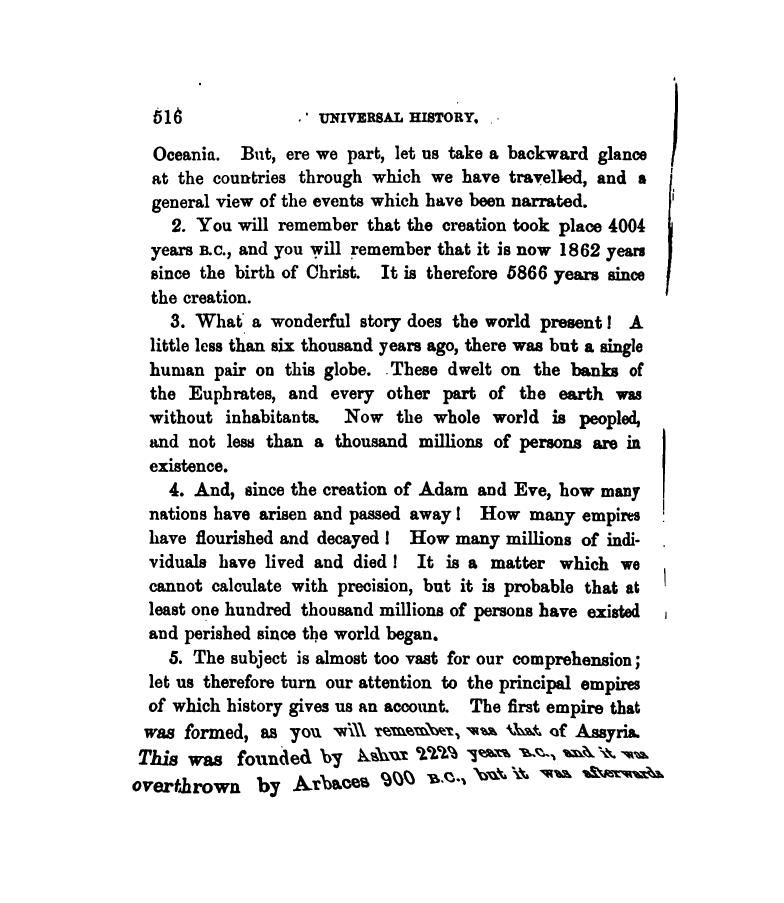 516 UNIVERSAL HISTORY.
Oceania. But, ere we part, let us take a backward glance
at the countries through which we have travelled, and a
general view of the events which have been narrated.
2. You will remember that the creation took place 4004
years B.C., and you will remember that it is now 1862 years
since the birth of Christ. It is therefore 5866 years since
the creation.
3. What a wonderful story does the world present! A
little less than six thousand years ago, there was but a single
human pair on this globe. These dwelt on the banks of
the Euphrates, and every other part of the earth was
without inhabitants. Now the whole world is peopled,
and not less than a thousand millions of persons are in
existence.
4. And, since the creation of Adam and Eve, how many
nations have arisen and passed away! How many empires
have flourished and decayed! How many millions of indi-
viduals have lived and died! It is a matter which we
cannot calculate with precision, but it is probable that at
least one hundred thousand millions of persons have existed
and perished since the world began.
5. The subject is almost too vast for our comprehension;
let us therefore turn our attention to the principal empires
of which history gives us an account. The first empire that
was formed, as you will remember, was that of Assyria.
This was founded by Ashur 2229 years B.C., and it was
overthrown by Arbaces 900 B.C., but it was afterwards